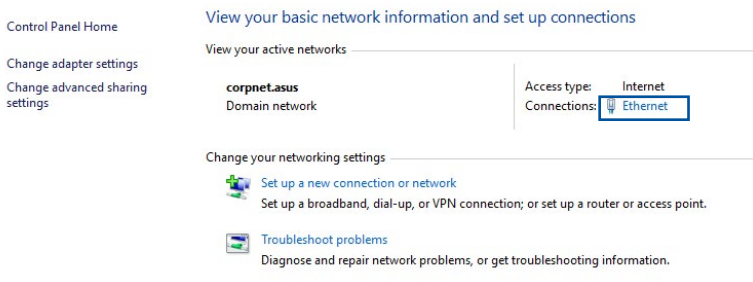 Control Panel Home
Change adapter settings
Change advanced sharing
settings
View your basic network information and set up connections
View your active networks
corpnet.asus
Domain network
Access type: Internet
Connections: Ethernet
Change your networking settings
Set up a new connection or network
Set up a broadband, dial-up, or VPN connection; or set up a router or access point.
Troubleshoot problems
Diagnose and repair network problems, or get troubleshooting information.